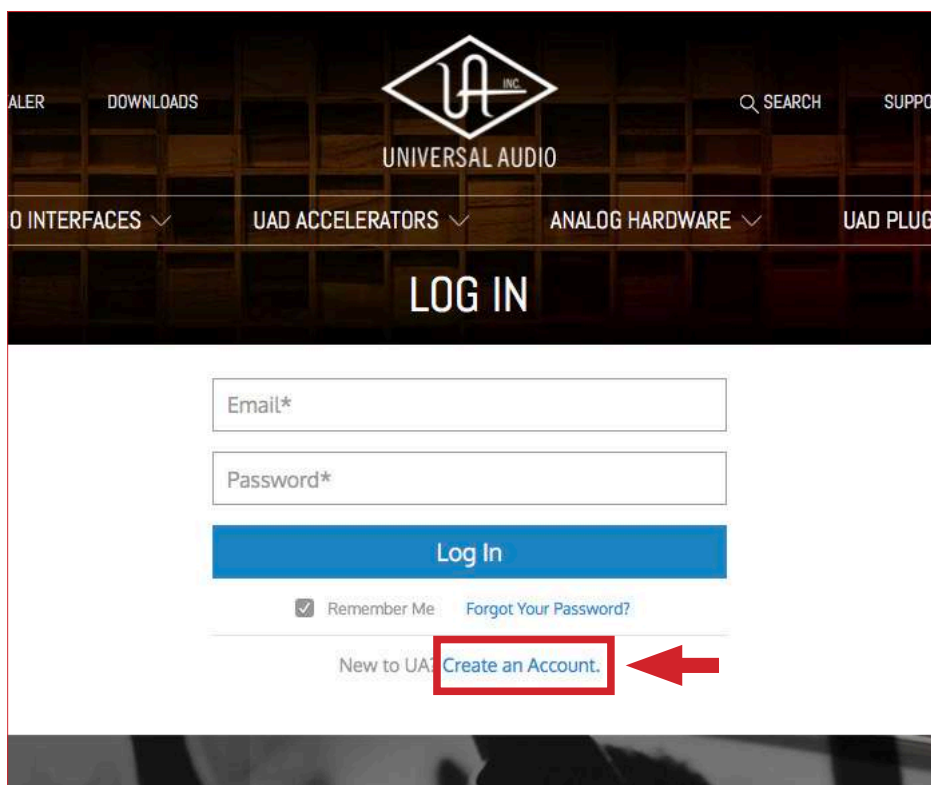 ALER DOWNLOADS
UA INC.
UNIVERSAL AUDIO
SEARCH SUPPO
O INTERFACES UAD ACCELERATORS ANALOG HARDWARE UAD PLUG
LOG IN
Email*
Password*
Log In
Remember Me Forgot Your Password?
New to UA? Create an Account.